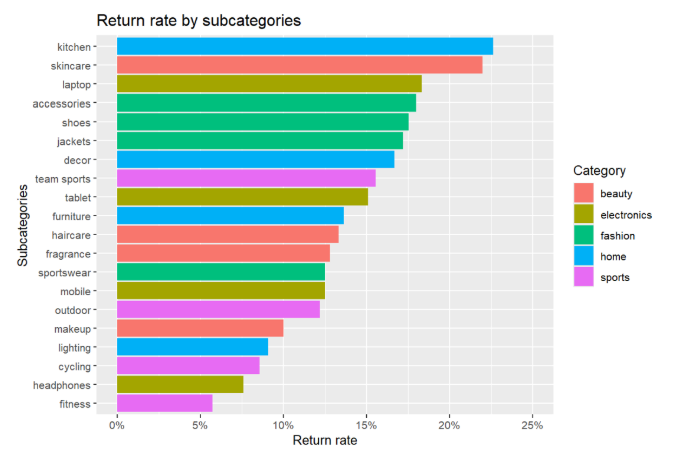 Return rate by subcategories
Subcategories
kitchen
skincare
laptop
accessories
shoes
jackets
decor
team sports
tablet
furniture
haircare
fragrance
sportswear
mobile
outdoor
makeup
lighting
cycling
headphones
fitness
0% 5% 10% 15% 20% 25%
Return rate
Category
beauty
electronics
fashion
home
sports